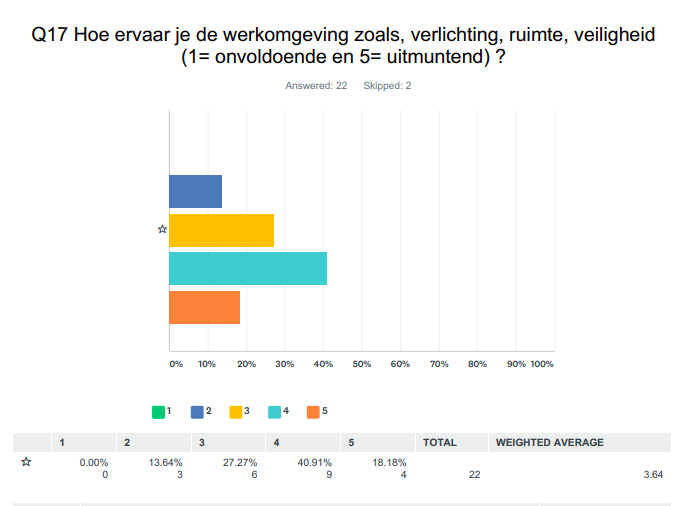 Q17 Hoe ervaar je de werkomgeving zoals, verlichting, ruimte, veiligheid
(1= onvoldoende en 5= uitmuntend) ?
Answered: 22 Skipped: 2
0% 10% 20% 30% 40% 50% 60% 70% 80% 90% 100%
1 2 3 4 5
1 2 3 4 5 TOTAL WEIGHTED AVERAGE
0.00% 13.64% 27.27% 40.91% 18.18%
0 3 6 9 4 22 3.64